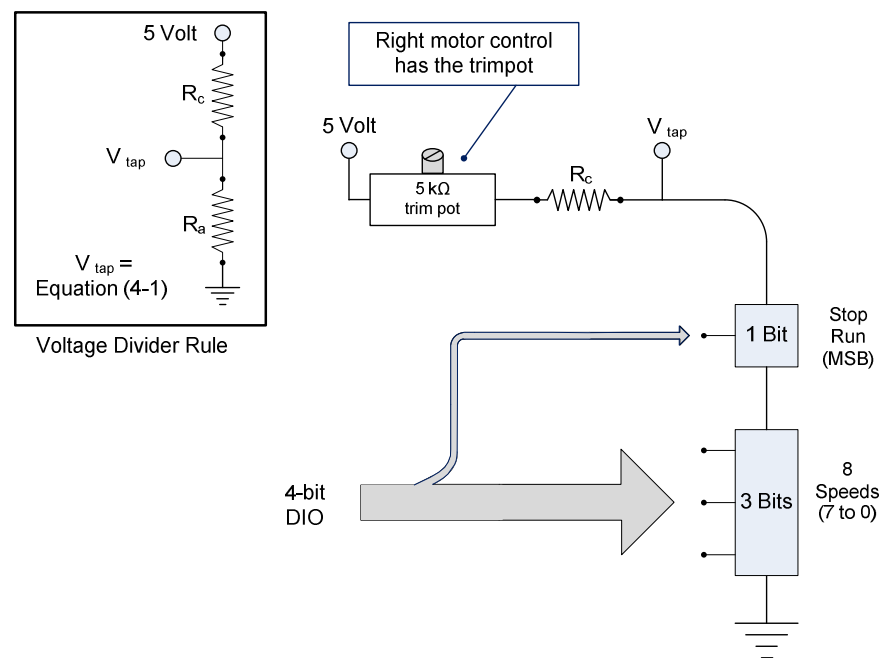 5 Volt
Rc
V tap
Ra
V tap =
Equation (4-1)
Voltage Divider Rule
Right motor control
has the trimpot
5 Volt
V tap
5 kΩ
trim pot
Rc
1 Bit
Stop
Run
(MSB)
4-bit
DIO
3 Bits
8
Speeds
(7 to 0)